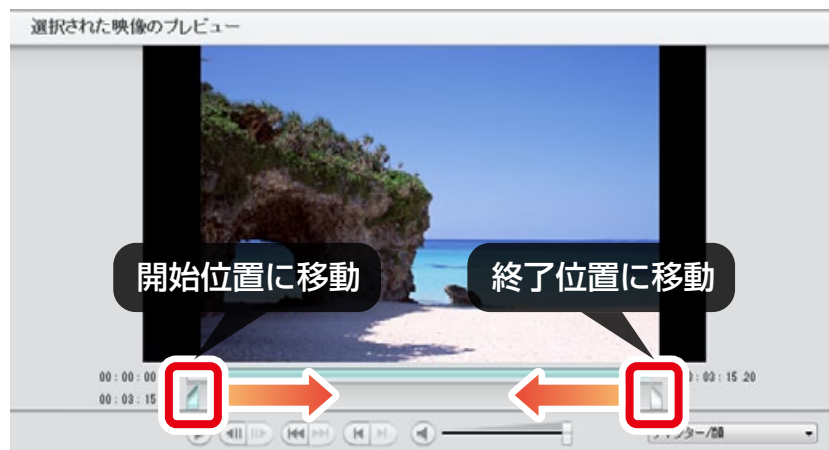 選択された映像のプレビュー
開始位置に移動
終了位置に移動
00 : 00 : 00
: 03 : 15 .20
00 : 03 : 15